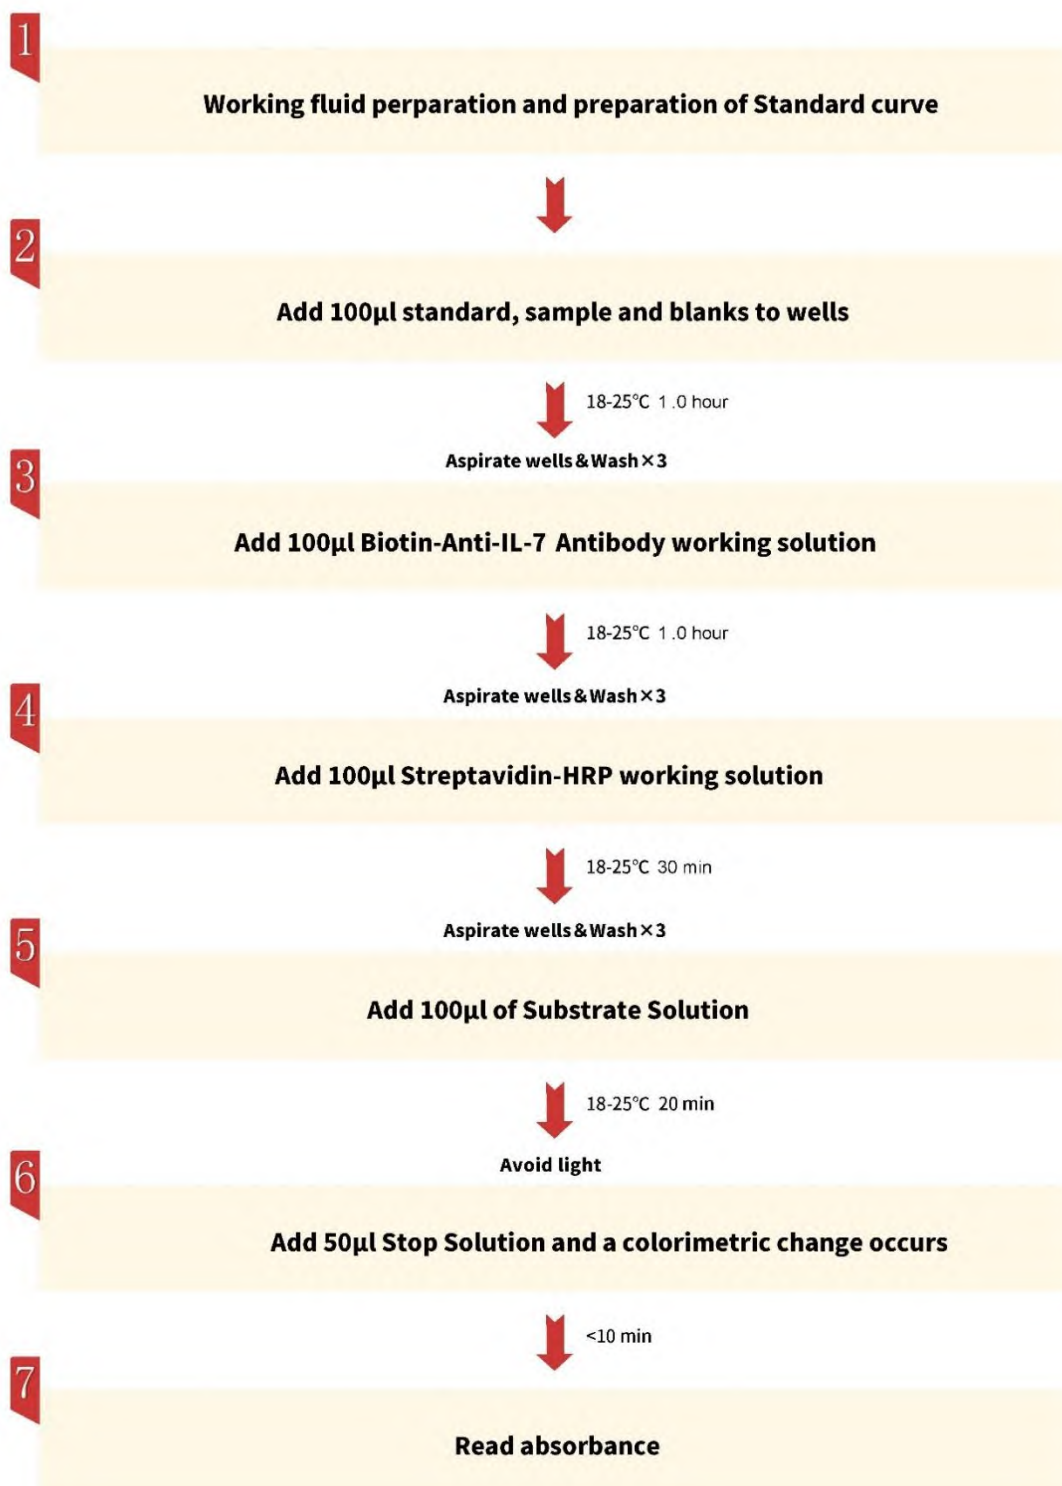 1
Working fluid perparation and preparation of Standard curve
2
Add 100μl standard, sample and blanks to wells
18-25℃ 1.0 hour
Aspirate wells&Wash×3
3
Add 100μl Biotin-Anti-IL-7 Antibody working solution
18-25℃ 1.0 hour
Aspirate wells&Wash×3
4
Add 100μl Streptavidin-HRP working solution
18-25℃ 30 min
Aspirate wells&Wash×3
5
Add 100μl of Substrate Solution
18-25℃ 20 min
Avoid light
6
Add 50μl Stop Solution and a colorimetric change occurs
<10 min
7
Read absorbance